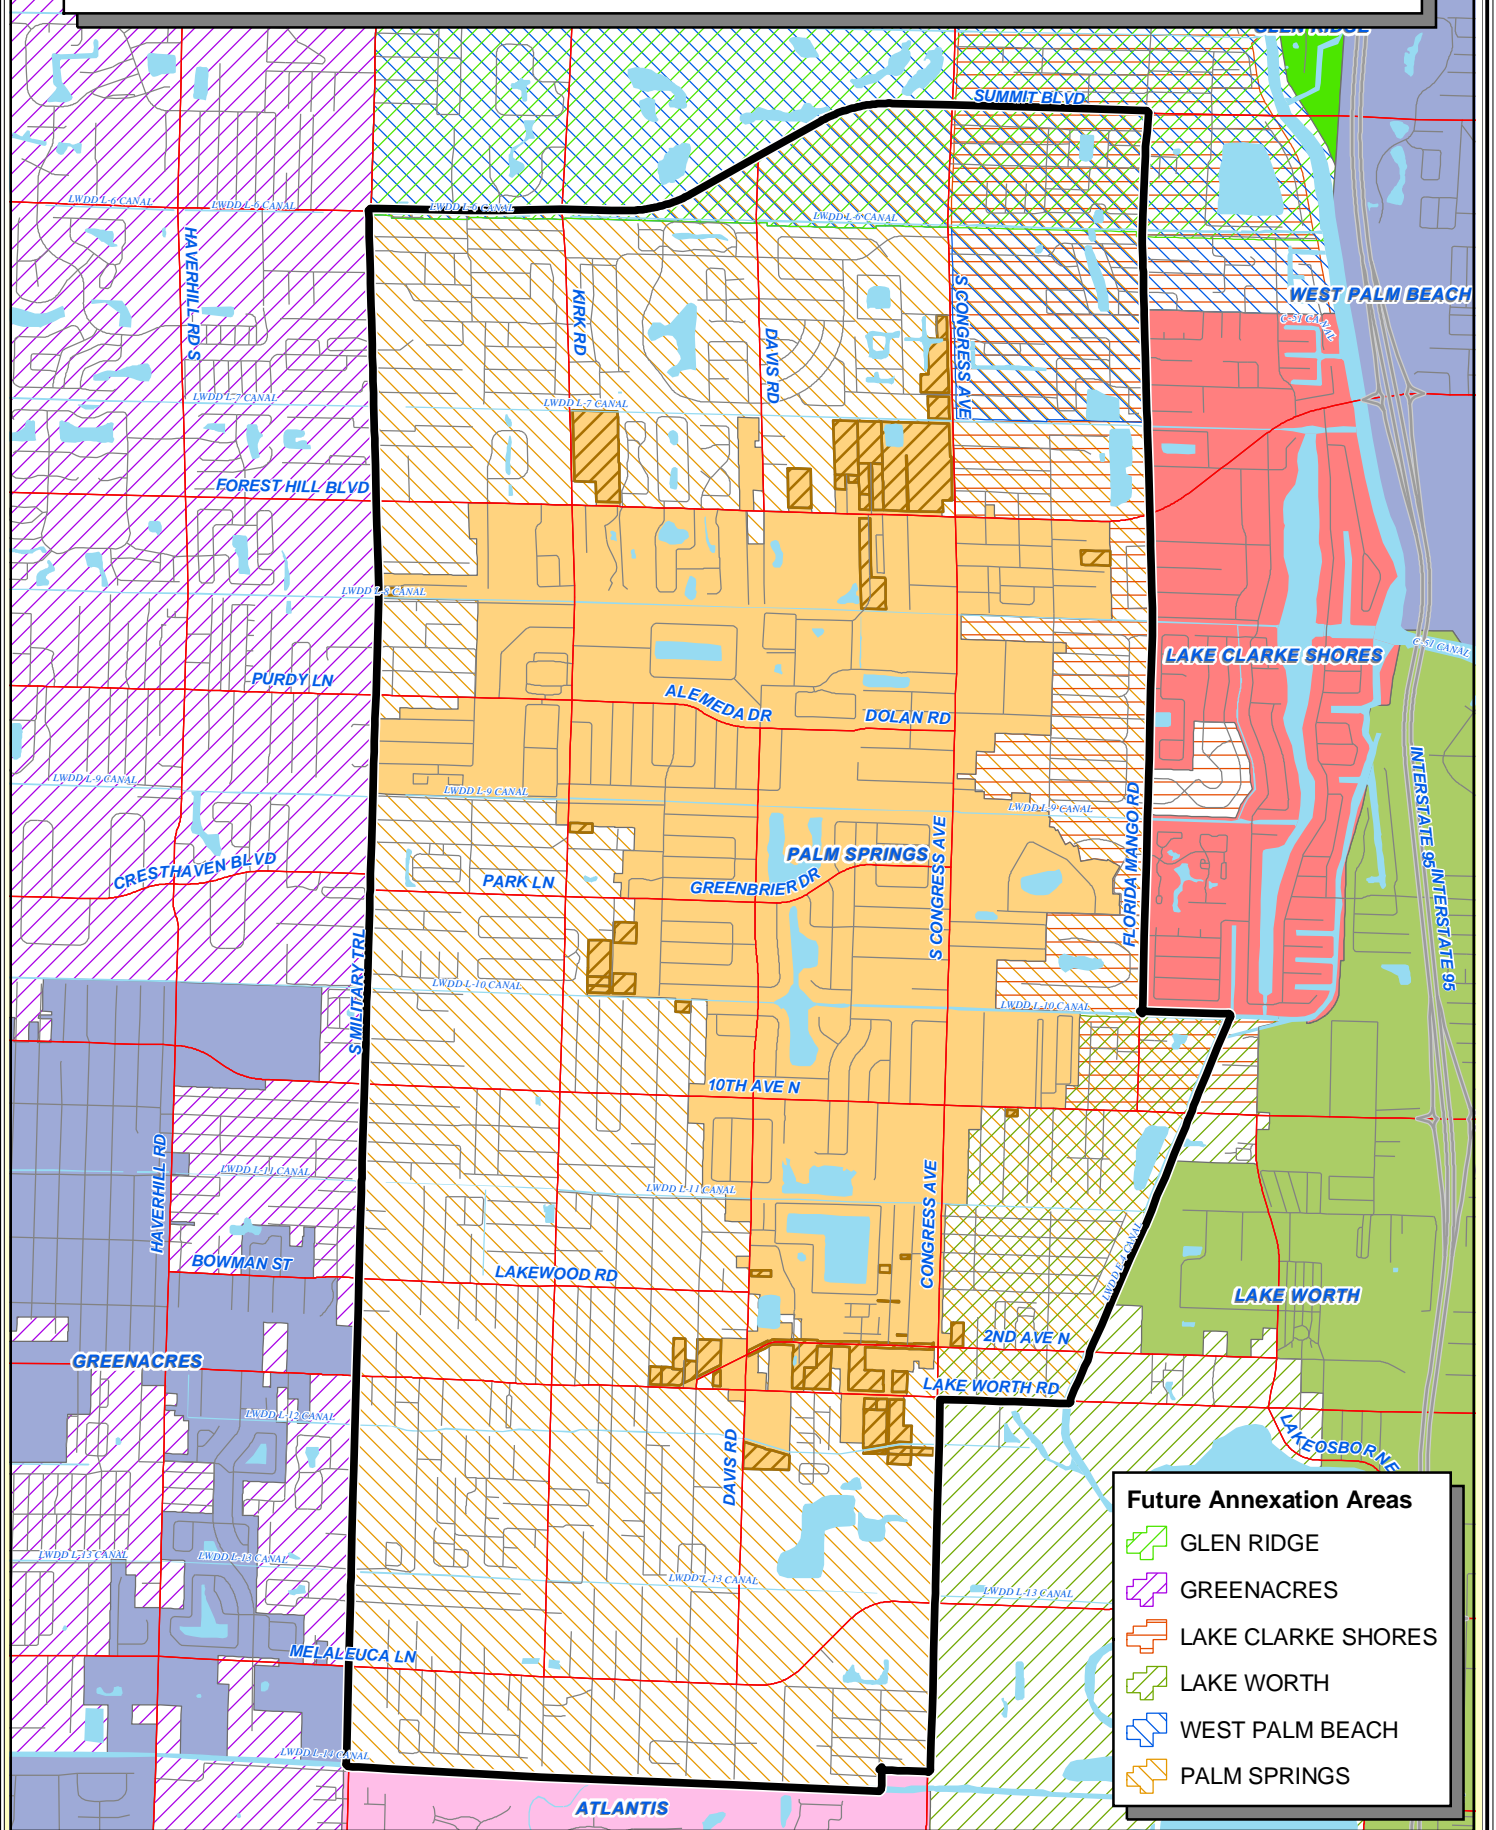 GLEN RIDGE
SUMMIT BLVD
LWDD L-6 CANAL
LWDD L-6 CANAL
LWDD L-6 CANAL
LWDD L-6 CANAL
HAVERHILL RD S
KIRK RD
DAVIS RD
S CONGRESS AVE
WEST PALM BEACH
C-51 CANAL
LWDD L-7 CANAL
LWDD L-7 CANAL
FOREST HILL BLVD
LWDD L-8 CANAL
C-51 CANAL
LAKE CLARKE SHORES
PURDY LN
ALEMEDA DR
DOLAN RD
LWDD L-9 CANAL
LWDD L-9 CANAL
LWDD L-9 CANAL
FLORIDA MANGO RD
INTERSTATE 95
INTERSTATE 95
PALM SPRINGS
CRESTHAVEN BLVD
PARK LN
GREENBRIER DR
S CONGRESS AVE
S MILITARY TRL
LWDD L-10 CANAL
LWDD L-10 CANAL
10TH AVE N
HAVERHILL RD
LWDD L-11 CANAL
LWDD L-11 CANAL
CONGRESS AVE
LWDD E-4 CANAL
BOWMAN ST
LAKEWOOD RD
LAKE WORTH
2ND AVE N
GREENACRES
LAKE WORTH RD
LWDD L-12 CANAL
DAVIS RD
LAKE OSBORNE
LWDD L-13 CANAL
LWDD L-13 CANAL
LWDD L-13 CANAL
LWDD L-13 CANAL
MELALEUCA LN
LWDD L-14 CANAL
ATLANTIS
Future Annexation Areas
GLEN RIDGE
GREENACRES
LAKE CLARKE SHORES
LAKE WORTH
WEST PALM BEACH
PALM SPRINGS